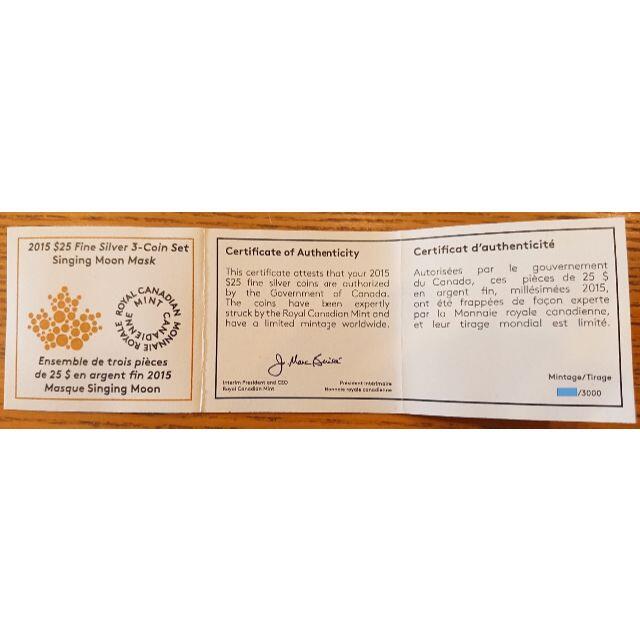 2015 $25 Fine Silver 3-Coin Set
Singing Moon Mask
ROYAL CANADIAN MINT
MONNAIE ROYALE CANADIENNE
Ensemble de trois pièces
de 25 $ en argent fin 2015
Masque Singing Moon
Certificate of Authenticity
This certificate attests that your 2015
$25 fine silver coins are authorized
by the Government of Canada.
The coins have been expertly
struck by the Royal Canadian Mint and
have a limited mintage worldwide.
Interim President and CEO
Royal Canadian Mint
Président intérimaire
Monnaie royale canadienne
Certificat d'authenticité
Autorisées par le gouvernement
du Canada, ces pièces de 25 $
en argent fin, millésimées 2015,
ont été frappées de façon experte
par la Monnaie royale canadienne,
et leur tirage mondial est limité.
Mintage/Tirage
/3000